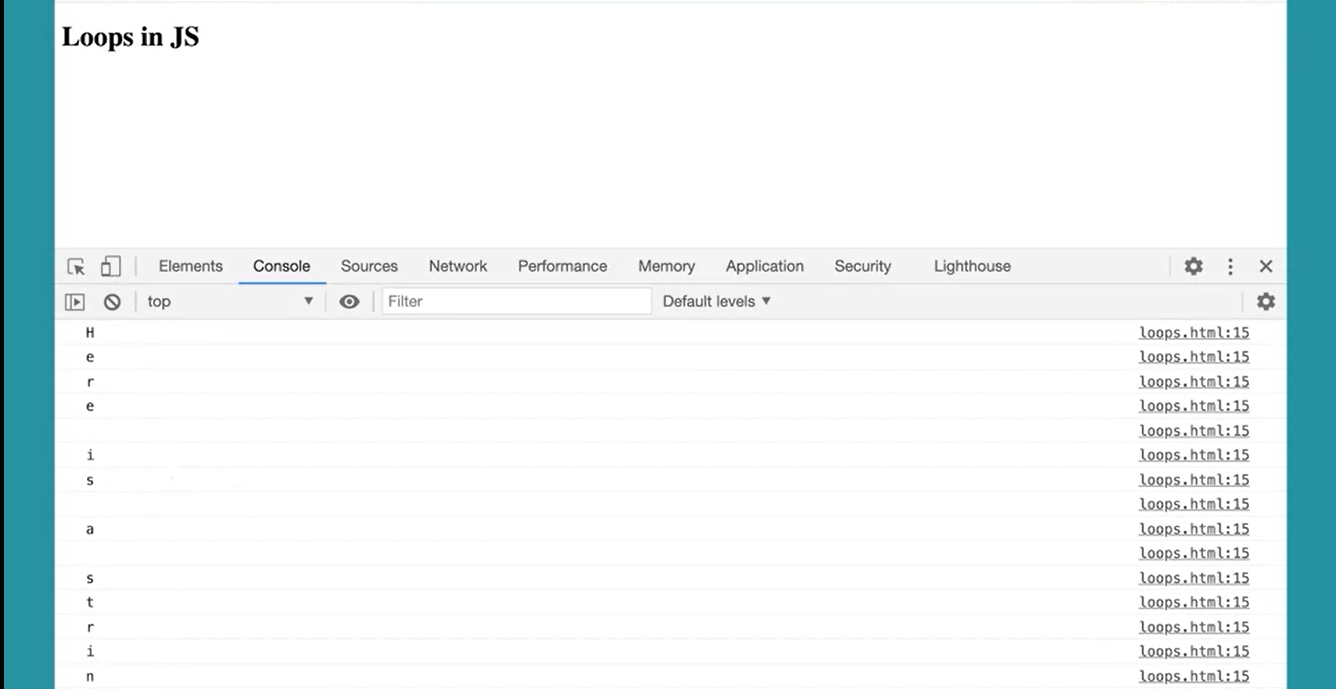 Loops in JS
Elements Console Sources Network Performance Memory Application Security Lighthouse
top Filter Default levels
H loops.html:15
e loops.html:15
r loops.html:15
e loops.html:15
loops.html:15
i loops.html:15
s loops.html:15
loops.html:15
a loops.html:15
loops.html:15
s loops.html:15
t loops.html:15
r loops.html:15
i loops.html:15
n loops.html:15